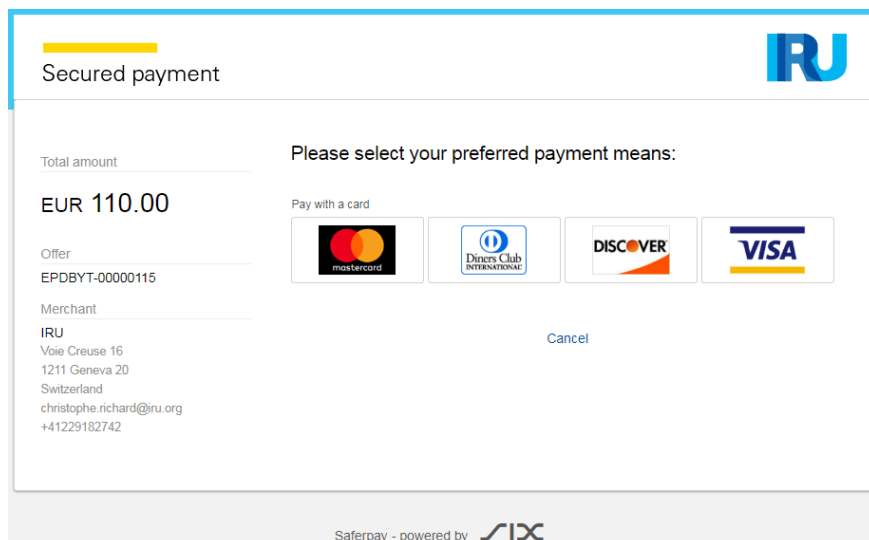 Secured payment
IRU
Total amount
EUR 110.00
Offer
EPDBYT-00000115
Merchant
IRU
Voie Creuse 16
1211 Geneva 20
Switzerland
christophe.richard@iru.org
+41229182742
Please select your preferred payment means:
Pay with a card
mastercard
Diners Club
INTERNATIONAL
DISCOVER
VISA
Cancel
Saferpay - powered by SIX